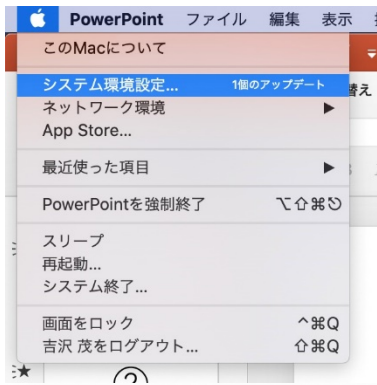 PowerPoint ファイル 編集 表示
このMacについて
替え
システム環境設定... 1個のアップデート
ネットワーク環境 ▶
App Store...
最近使った項目 ▶
PowerPointを強制終了 ⌥⇧⌘⎋
スリープ
再起動...
システム終了...
画面をロック ^⌘Q
吉沢 茂をログアウト... ⇧⌘Q
②